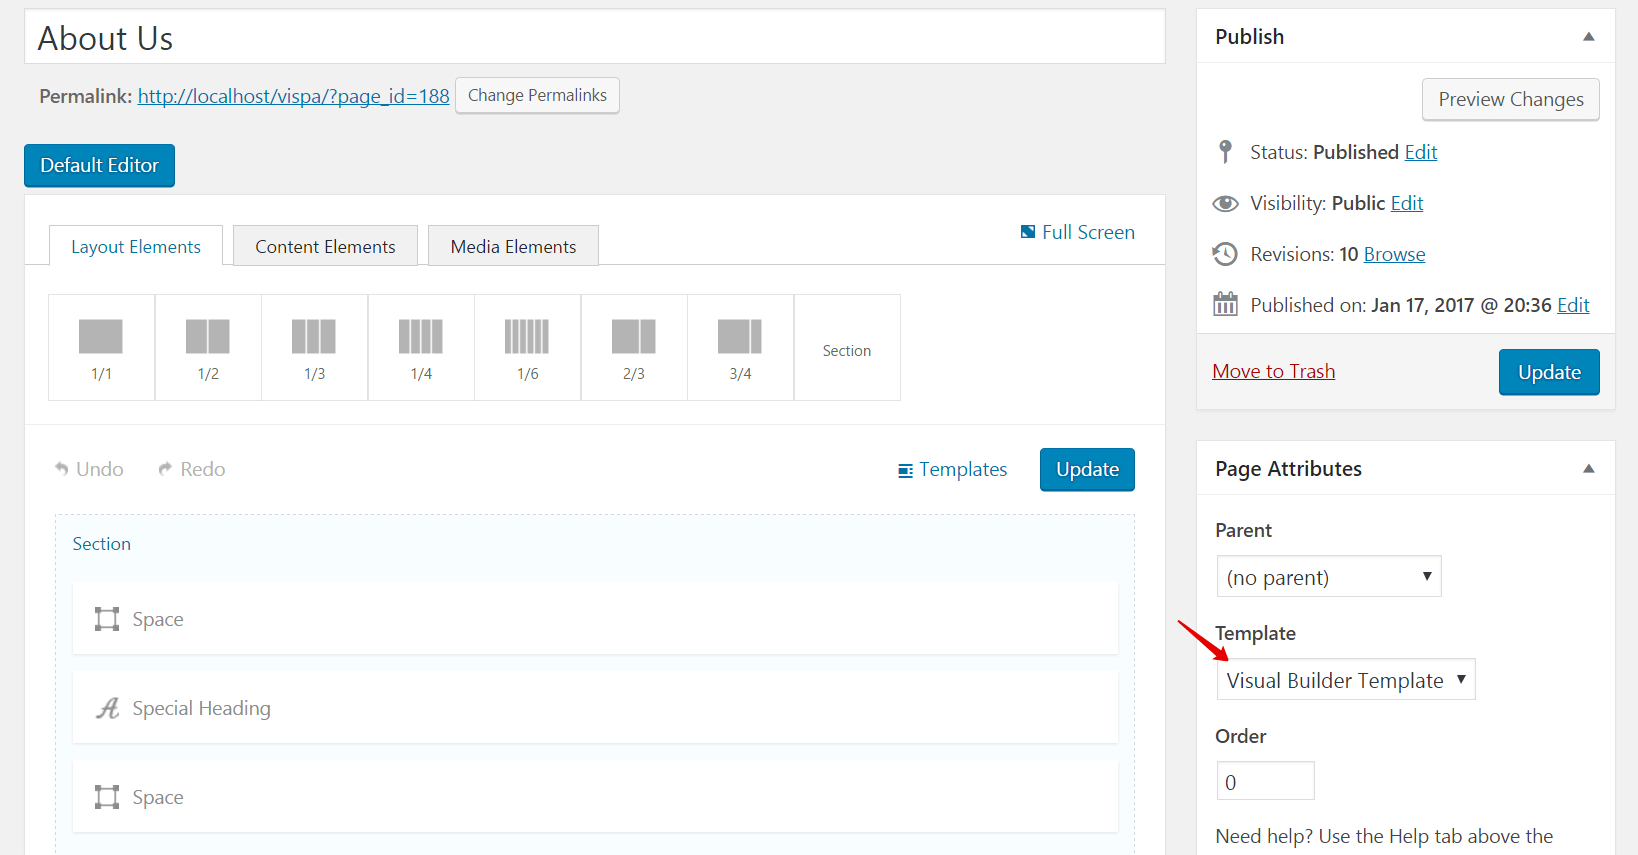 About Us
Permalink: http://localhost/vispa/?page_id=188 Change Permalinks
Default Editor
Layout Elements Content Elements Media Elements Full Screen
1/1 1/2 1/3 1/4 1/6 2/3 3/4 Section
Undo Redo Templates Update
Section
Space
Special Heading
Space
Publish
Preview Changes
Status: Published Edit
Visibility: Public Edit
Revisions: 10 Browse
Published on: Jan 17, 2017 @ 20:36 Edit
Move to Trash Update
Page Attributes
Parent
(no parent)
Template
Visual Builder Template
Order
0
Need help? Use the Help tab above the